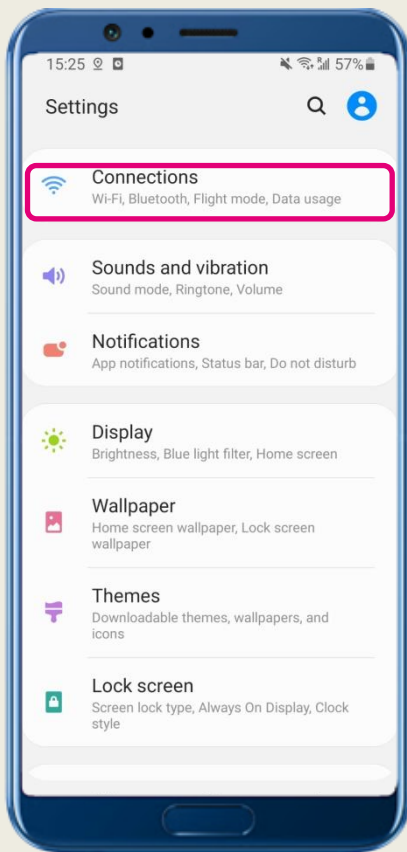 15:25 57%
Settings
Connections
Wi-Fi, Bluetooth, Flight mode, Data usage
Sounds and vibration
Sound mode, Ringtone, Volume
Notifications
App notifications, Status bar, Do not disturb
Display
Brightness, Blue light filter, Home screen
Wallpaper
Home screen wallpaper, Lock screen
wallpaper
Themes
Downloadable themes, wallpapers, and
icons
Lock screen
Screen lock type, Always On Display, Clock
style